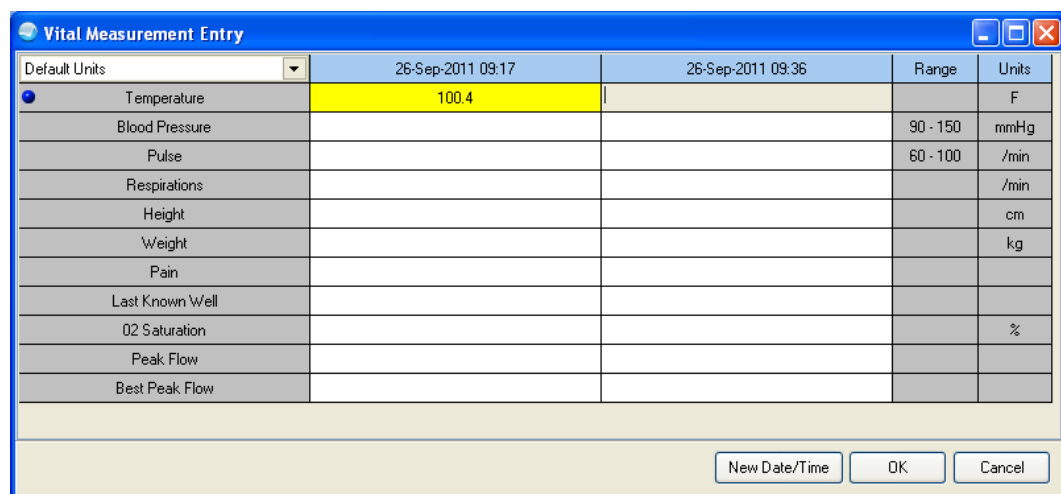 Vital Measurement Entry
Default Units 26-Sep-2011 09:17 26-Sep-2011 09:36 Range Units
Temperature 100.4 F
Blood Pressure 90 - 150 mmHg
Pulse 60 - 100 /min
Respirations /min
Height cm
Weight kg
Pain
Last Known Well
02 Saturation %
Peak Flow
Best Peak Flow
New Date/Time OK Cancel